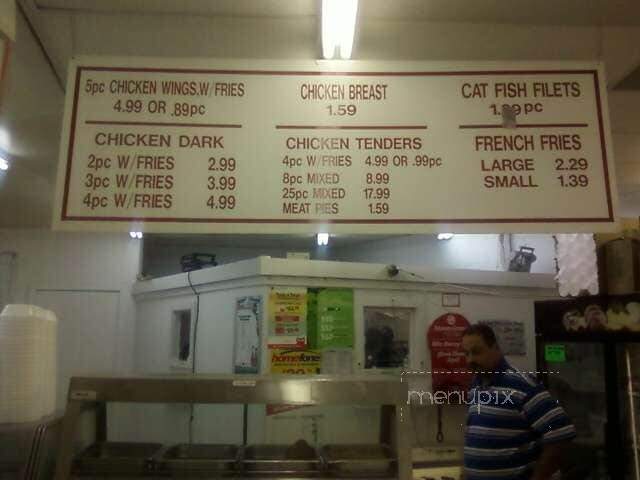 5pc CHICKEN WINGS.W/FRIES
4.99 OR .89pc
CHICKEN DARK
2pc W/FRIES 2.99
3pc W/FRIES 3.99
4pc W/FRIES 4.99
CHICKEN BREAST
1.59
CHICKEN TENDERS
4pc W/FRIES 4.99 OR .99pc
8pc MIXED 8.99
25pc MIXED 17.99
MEAT PIES 1.59
CAT FISH FILETS
pc
FRENCH FRIES
LARGE 2.29
SMALL 1.39
homefone
menupix